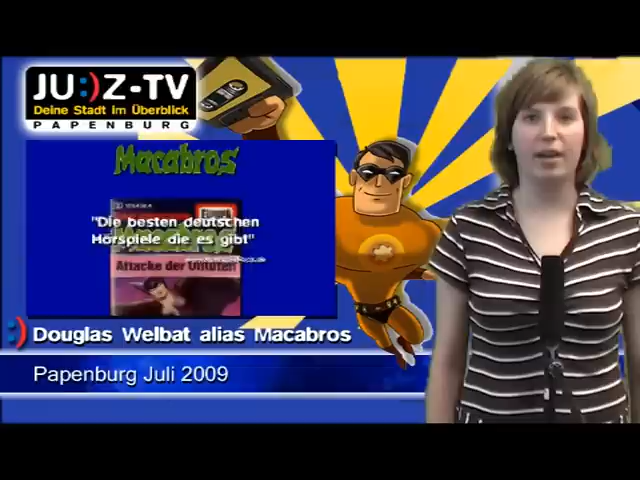 JU:)Z-TV
Deine Stadt im Überblick
PAPENBURG
Macabros
"Die besten deutschen
Hörspiele die es gibt"
Attacke der Untoten
:) Douglas Welbat alias Macabros
Papenburg Juli 2009